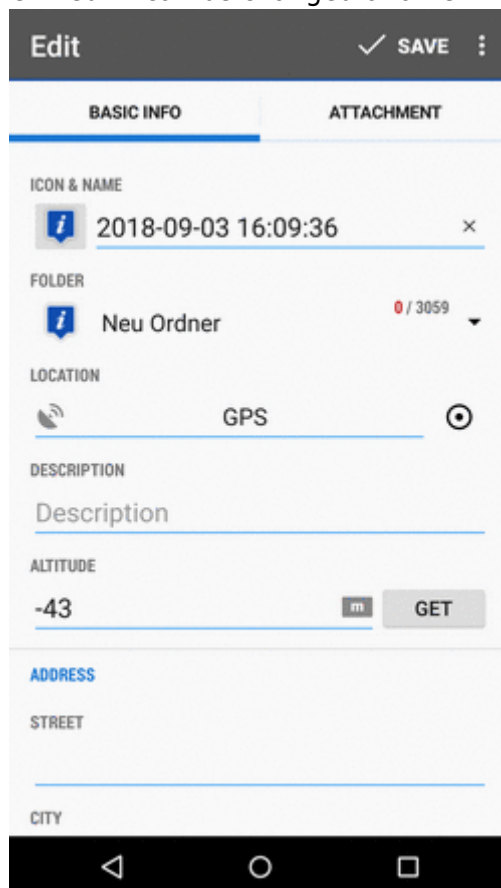 Edit
SAVE
BASIC INFO
ATTACHMENT
ICON & NAME
2018-09-03 16:09:36
FOLDER
Neu Ordner
0 / 3059
LOCATION
GPS
DESCRIPTION
Description
ALTITUDE
-43
m
GET
ADDRESS
STREET
CITY